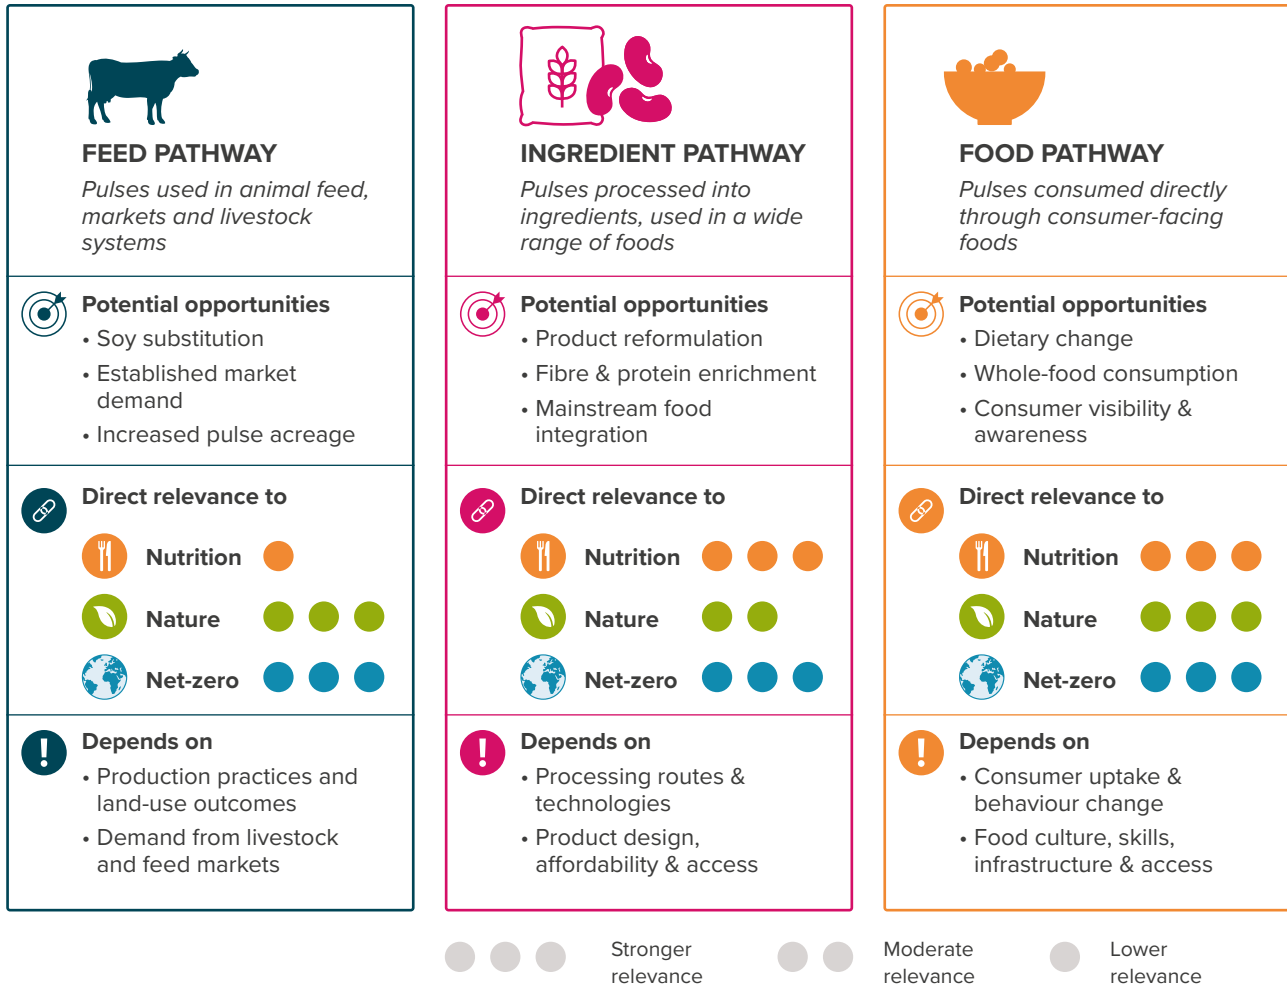 FEED PATHWAY
Pulses used in animal feed,
markets and livestock
systems
Potential opportunities
• Soy substitution
• Established market
demand
• Increased pulse acreage
Direct relevance to
Nutrition
Nature
Net-zero
Depends on
• Production practices and
land-use outcomes
• Demand from livestock
and feed markets
INGREDIENT PATHWAY
Pulses processed into
ingredients, used in a wide
range of foods
Potential opportunities
• Product reformulation
• Fibre & protein enrichment
• Mainstream food
integration
Direct relevance to
Nutrition
Nature
Net-zero
Depends on
• Processing routes &
technologies
• Product design,
affordability & access
FOOD PATHWAY
Pulses consumed directly
through consumer-facing
foods
Potential opportunities
• Dietary change
• Whole-food consumption
• Consumer visibility &
awareness
Direct relevance to
Nutrition
Nature
Net-zero
Depends on
• Consumer uptake &
behaviour change
• Food culture, skills,
infrastructure & access
Stronger
relevance
Moderate
relevance
Lower
relevance